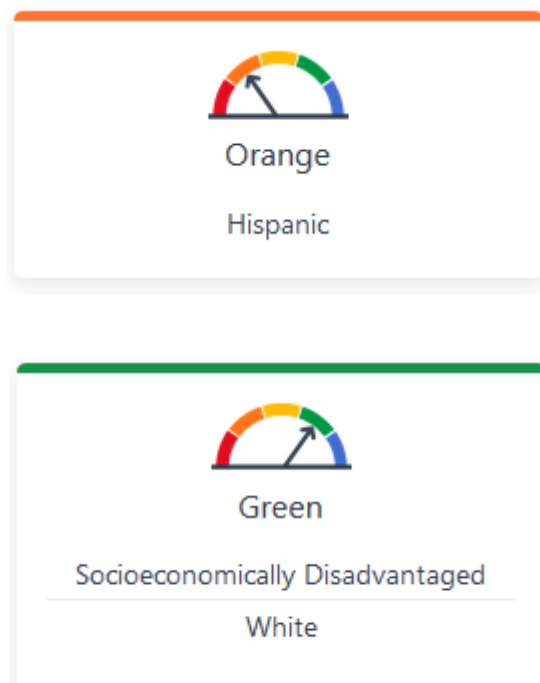 Orange
Hispanic
Green
Socioeconomically Disadvantaged
White